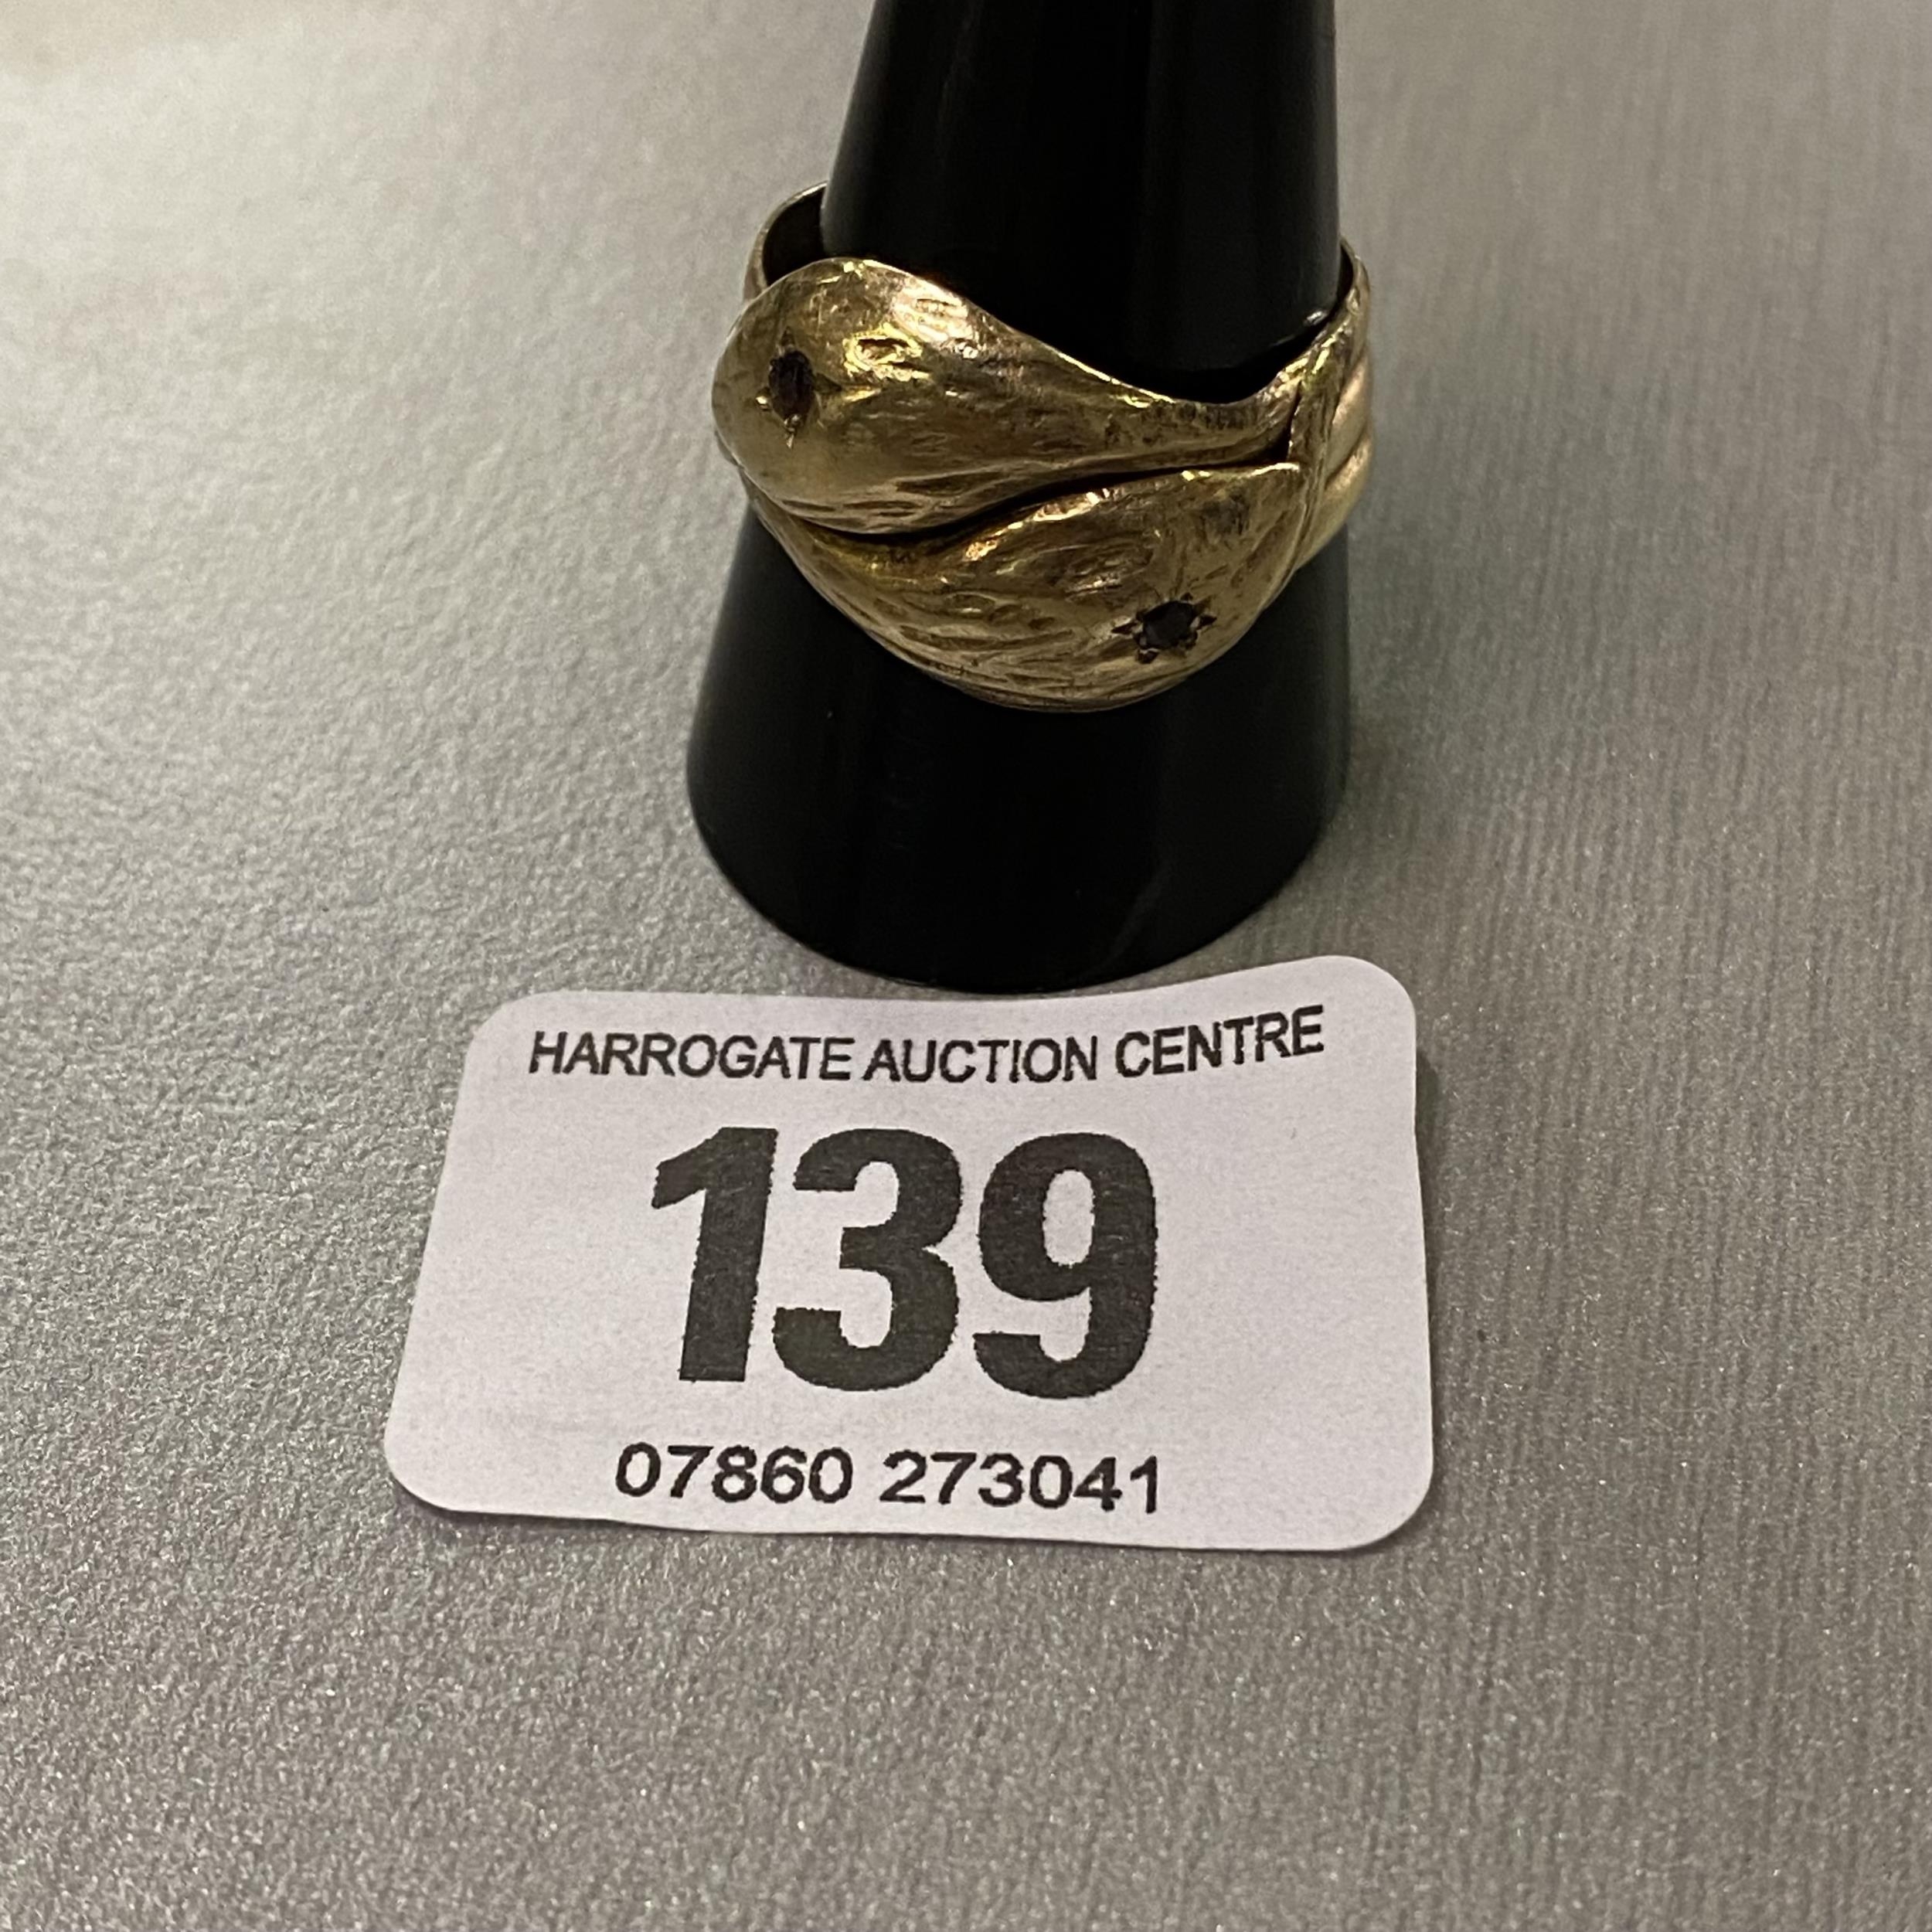 HARROGATE AUCTION CENTRE
139
07860 273041